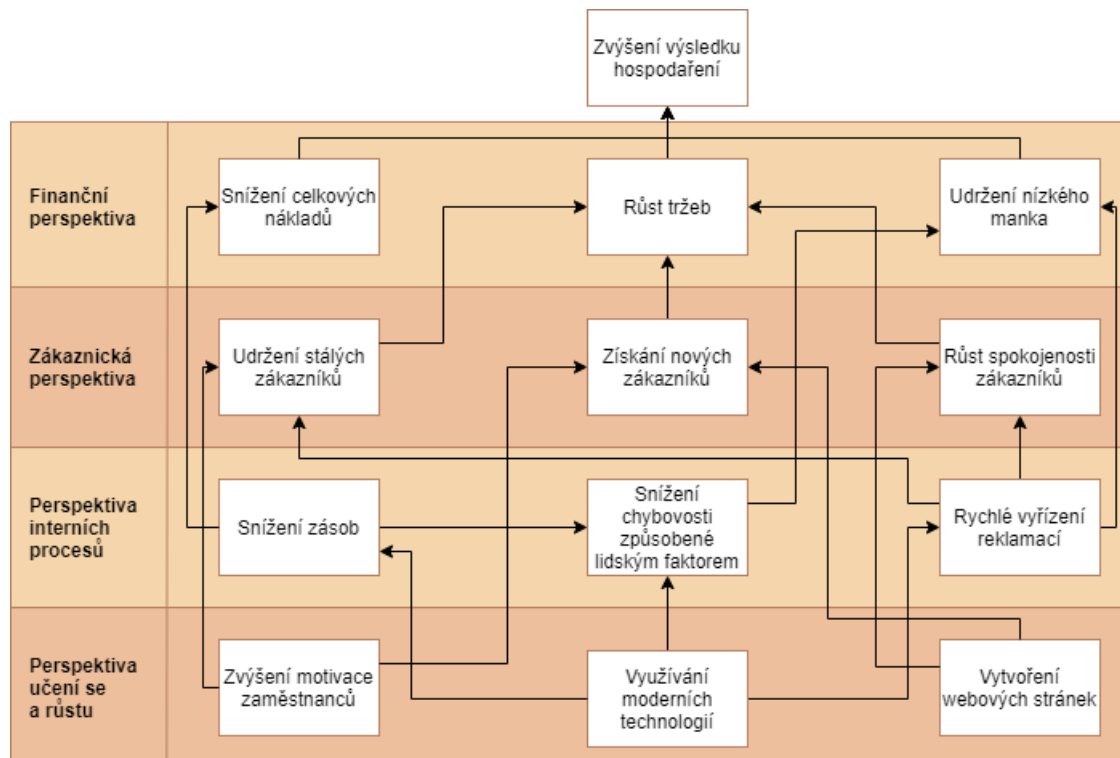 Zvýšení výsledku
hospodaření
Finanční
perspektiva
Snížení celkových
nákladů
Růst tržeb
Udržení nízkého
manka
Zákaznická
perspektiva
Udržení stálých
zákazníků
Získání nových
zákazníků
Růst spokojenosti
zákazníků
Perspektiva
interních
procesů
Snížení zásob
Snížení
chybovosti
způsobené
lidským faktorem
Rychlé vyřízení
reklamací
Perspektiva
učení se
a růstu
Zvýšení motivace
zaměstnanců
Využívání
moderních
technologií
Vytvoření
webových stránek